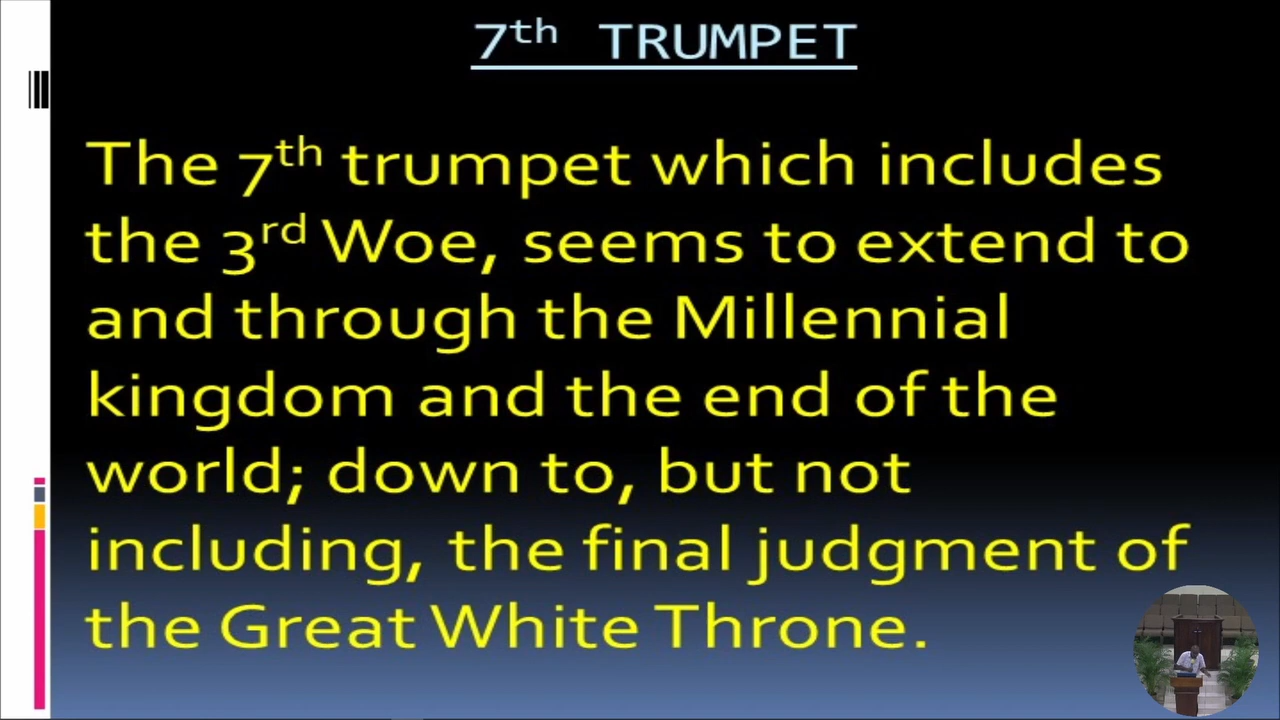 7th TRUMPET
The 7th trumpet which includes
the 3rd Woe, seems to extend to
and through the Millennial
kingdom and the end of the
world; down to, but not
including, the final judgment of
the Great White Throne.